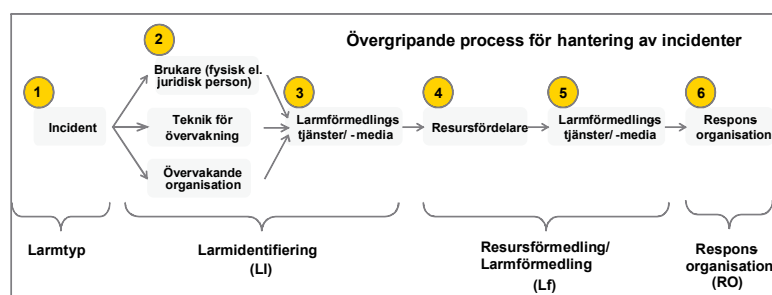 Övergripande process för hantering av incidenter
1
Incident
2
Brukare (fysisk el.
juridisk person)
Teknik för
övervakning
Övervakande
organisation
3
Larmförmedlings
tjänster/ -media
4
Resursfördelare
5
Larmförmedlings
tjänster/ -media
6
Respons
organisation
Larmtyp
Larmidentifiering
(LI)
Resursförmedling/
Larmförmedling
(Lf)
Respons
organisation
(RO)